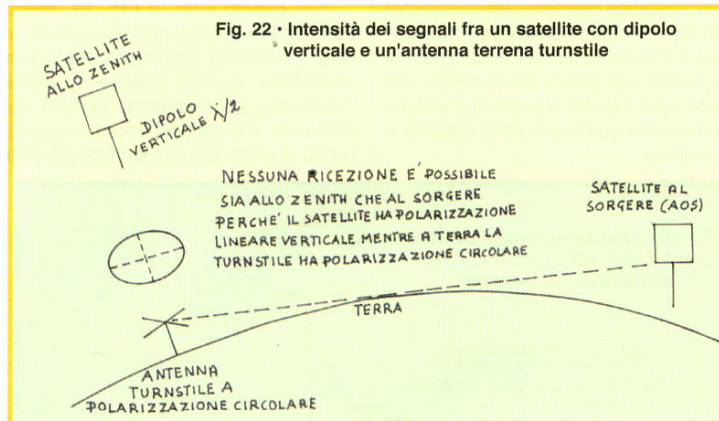 Fig. 22 • Intensità dei segnali fra un satellite con dipolo
verticale e un'antenna terrena turnstile
SATELLITE
ALLO ZENITH
DIPOLO
VERTICALE λ/2
NESSUNA RICEZIONE E' POSSIBILE
SIA ALLO ZENITH CHE AL SORGERE
PERCHE' IL SATELLITE HA POLARIZZAZIONE
LINEARE VERTICALE MENTRE A TERRA LA
TURNSTILE HA POLARIZZAZIONE CIRCOLARE
SATELLITE AL
SORGERE (AOS)
TERRA
ANTENNA
TURNSTILE A
POLARIZZAZIONE CIRCOLARE